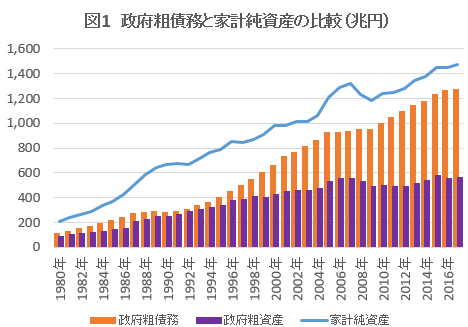 図1　政府粗債務と家計純資産の比較（兆円）
1,600
1,400
1,200
1,000
800
600
400
200
0
1980年
1982年
1984年
1986年
1988年
1990年
1992年
1994年
1996年
1998年
2000年
2002年
2004年
2006年
2008年
2010年
2012年
2014年
2016年
政府粗債務 政府粗資産 家計純資産